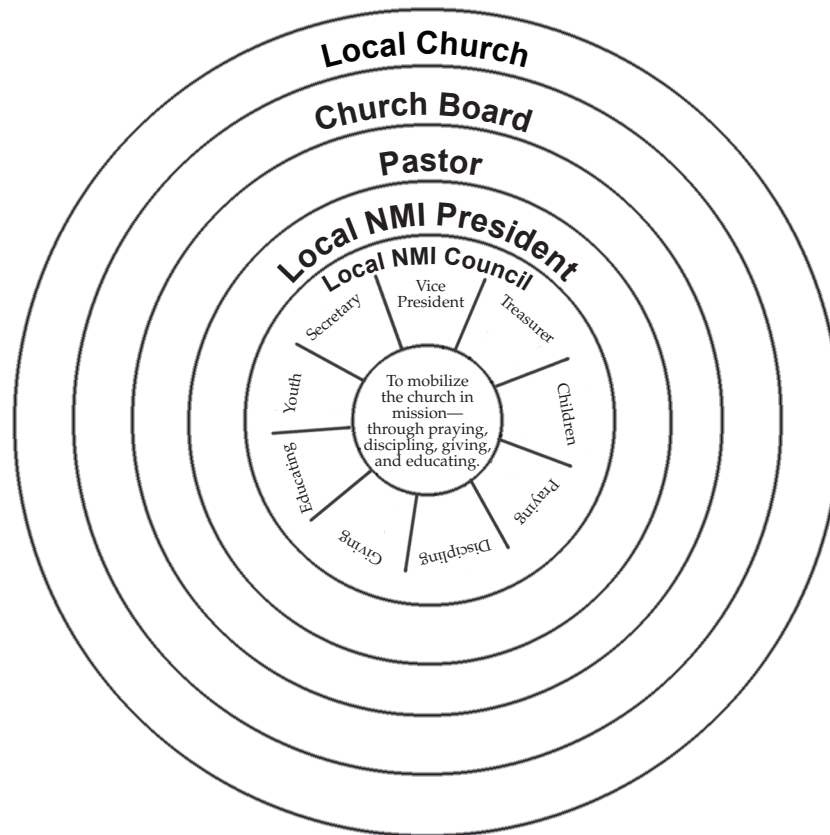 Local Church
Church Board
Pastor
Local NMI President
Local NMI Council
Vice
President
Treasurer
Children
Praying
Discipling
Giving
Educating
Youth
Secretary
To mobilize
the church in
mission—
through praying,
discipling, giving,
and educating.